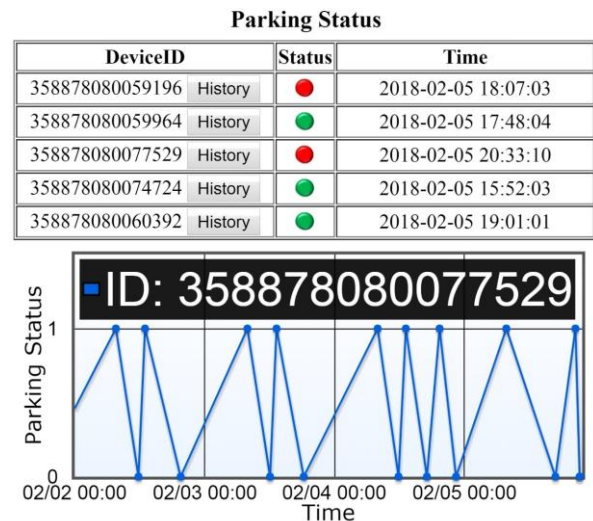 Parking Status
DeviceID Status Time
358878080059196 History 2018-02-05 18:07:03
358878080059964 History 2018-02-05 17:48:04
358878080077529 History 2018-02-05 20:33:10
358878080074724 History 2018-02-05 15:52:03
358878080060392 History 2018-02-05 19:01:01
ID: 358878080077529
Parking Status
1
0
02/02 00:00 02/03 00:00 02/04 00:00 02/05 00:00
Time